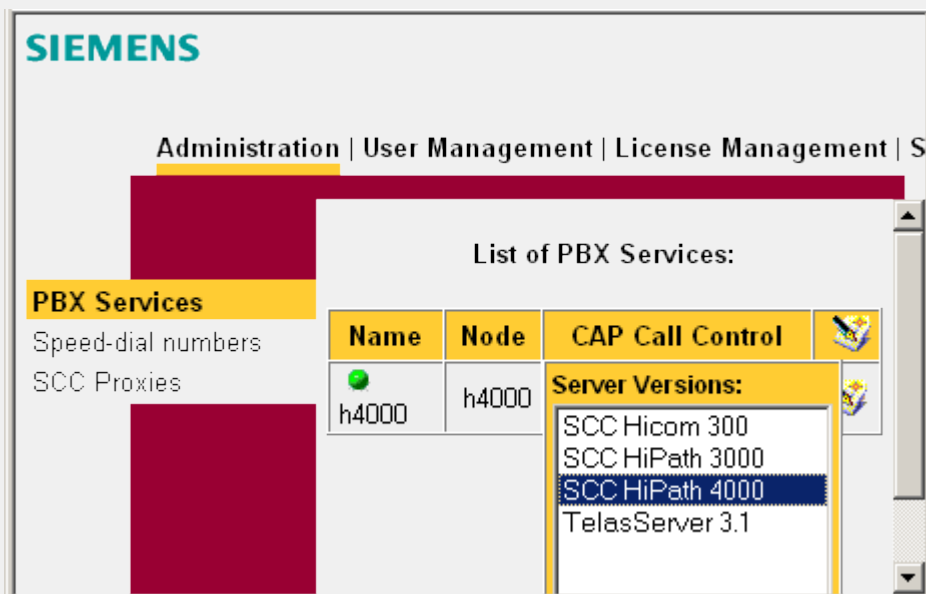 SIEMENS
Administration | User Management | License Management | S
List of PBX Services:
PBX Services
Speed-dial numbers
SCC Proxies
Name Node CAP Call Control
h4000 h4000
Server Versions:
SCC Hicom 300
SCC HiPath 3000
SCC HiPath 4000
TelasServer 3.1